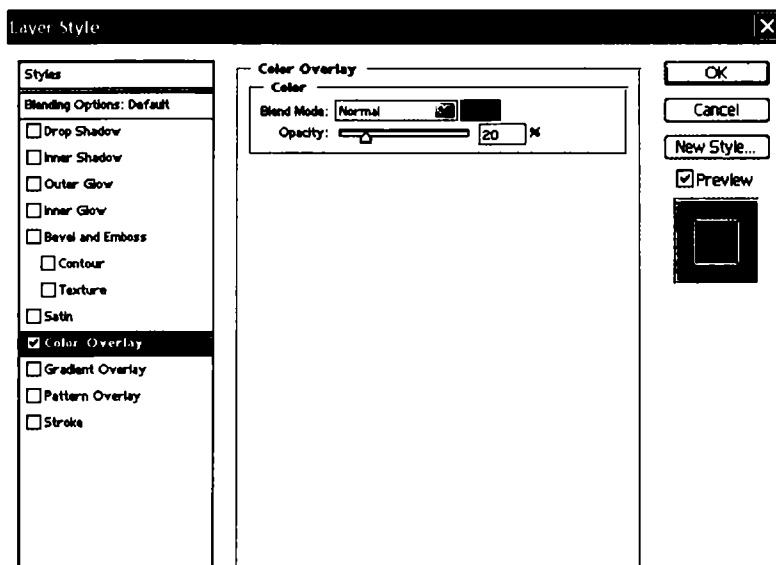 Layer Style
Styles
Blending Options: Default
Drop Shadow
Inner Shadow
Outer Glow
Inner Glow
Bevel and Emboss
Contour
Texture
Satin
Color Overlay
Gradient Overlay
Pattern Overlay
Stroke
Color Overlay
Color
Blend Mode: Normal
Opacity: 20 %
OK
Cancel
New Style...
Preview